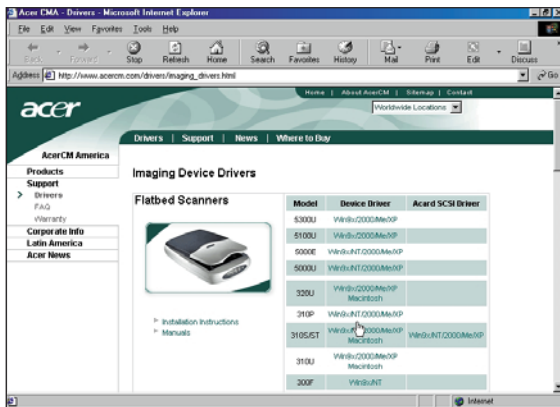 Acer CMA - Drivers - Microsoft Internet Explorer
File Edit View Favorites Tools Help
Back Forward Stop Refresh Home Search Favorites History Mail Print Edit Discuss
Address http://www.acercm.com/drivers/imaging_drivers.html Go
Home | About AcerCM | Sitemap | Contact
acer
Worldwide Locations
Drivers | Support | News | Where to Buy
AcerCM America
Products
Support
Drivers
FAQ
Warranty
Corporate Info
Latin America
Acer News
Imaging Device Drivers
Flatbed Scanners
Installation Instructions
Manuals
Model Device Driver Acard SCSI Driver
5300U Win9x/2000/Me/XP
5100U Win9x/2000/Me/XP
5000E Win9x/NT/2000/Me/XP
5000U Win9x/NT/2000/Me/XP
320U Win9x/2000/Me/XP
Macintosh
310P Win9x/NT/2000/Me/XP
310S/ST Win9x/NT/2000/Me/XP Win9x/NT/2000/Me/XP
Macintosh
310U Win9x/2000/Me/XP
Macintosh
300F Win9x/NT
Internet